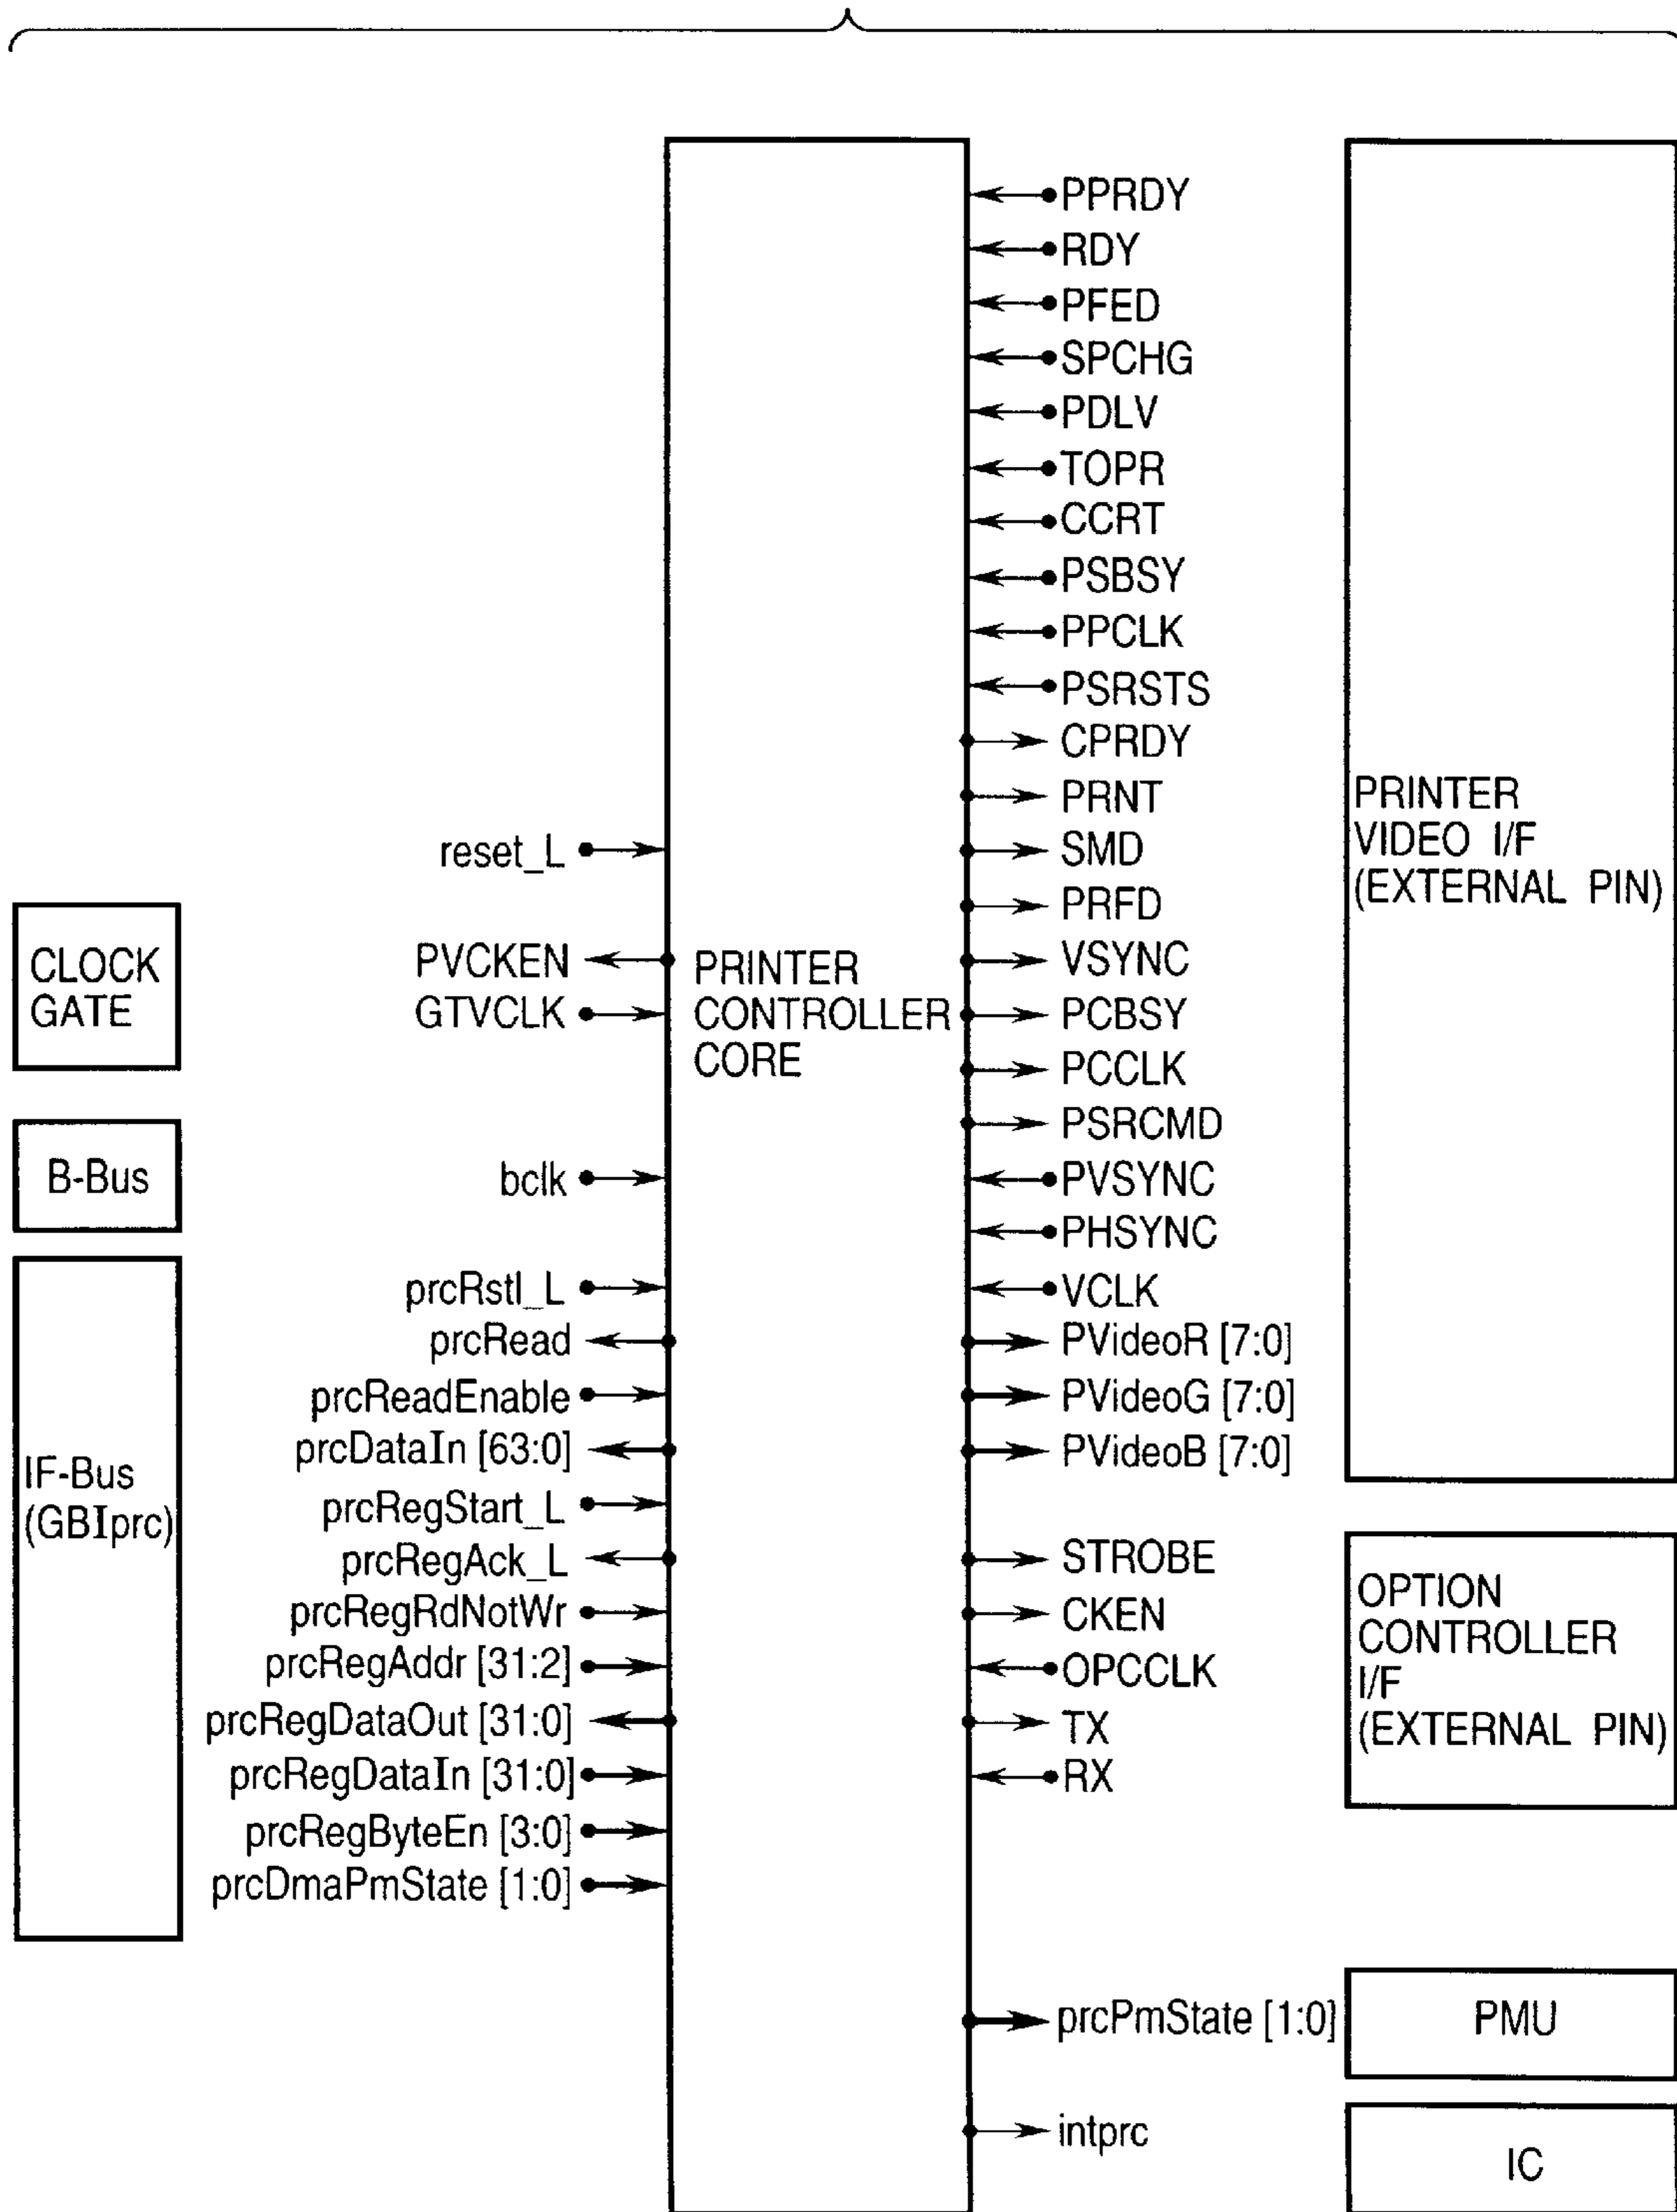 CLOCK
GATE
B-Bus
IF-Bus
(GBIprc)
reset_L
PVCKEN
GTVCLK
bclk
prcRstl_L
prcRead
prcReadEnable
prcDataIn [63:0]
prcRegStart_L
prcRegAck_L
prcRegRdNotWr
prcRegAddr [31:2]
prcRegDataOut [31:0]
prcRegDataIn [31:0]
prcRegByteEn [3:0]
prcDmaPmState [1:0]
PRINTER
CONTROLLER
CORE
PPRDY
RDY
PFED
SPCHG
PDLV
TOPR
CCRT
PSBSY
PPCLK
PSRSTS
CPRDY
PRNT
SMD
PRFD
VSYNC
PCBSY
PCCLK
PSRCMD
PVSYNC
PHSYNC
VCLK
PVideoR [7:0]
PVideoG [7:0]
PVideoB [7:0]
STROBE
CKEN
OPCCLK
TX
RX
prcPmState [1:0]
intprc
PRINTER
VIDEO I/F
(EXTERNAL PIN)
OPTION
CONTROLLER
I/F
(EXTERNAL PIN)
PMU
IC